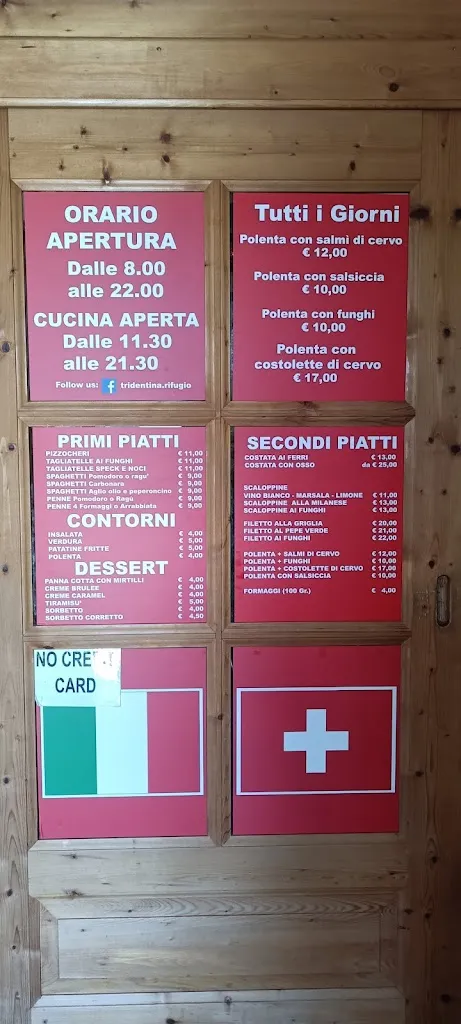 ORARIO
APERTURA
Dalle 8.00
alle 22.00
CUCINA APERTA
Dalle 11.30
alle 21.30
Follow us: f tridentina.rifugio
Tutti i Giorni
Polenta con salmì di cervo
€ 12,00
Polenta con salsiccia
€ 10,00
Polenta con funghi
€ 10,00
Polenta con
costolette di cervo
€ 17,00
PRIMI PIATTI
PIZZOCHERI € 11,00
TAGLIATELLE AI FUNGHI € 11,00
TAGLIATELLE SPECK E NOCI € 11,00
SPAGHETTI Pomodoro o ragu' € 9,00
SPAGHETTI Carbonara € 9,00
SPAGHETTI Aglio olio e peperoncino € 9,00
PENNE Pomodoro o Ragù € 9,00
PENNE 4 Formaggi o Arrabbiata € 9,00
CONTORNI
INSALATA € 4,00
VERDURA € 5,00
PATATINE FRITTE € 5,00
POLENTA € 4,00
DESSERT
PANNA COTTA CON MIRTILLI € 4,00
CREME BRULEE € 4,00
CREME CARAMEL € 4,00
TIRAMISU' € 5,00
SORBETTO € 4,00
SORBETTO CORRETTO € 4,50
SECONDI PIATTI
COSTATA AI FERRI € 13,00
COSTATA CON OSSO da € 25,00
SCALOPPINE
VINO BIANCO - MARSALA - LIMONE € 11,00
SCALOPPINE ALLA MILANESE € 13,00
SCALOPPINE AI FUNGHI € 13,00
FILETTO ALLA GRIGLIA € 20,00
FILETTO AL PEPE VERDE € 21,00
FILETTO AI FUNGHI € 22,00
POLENTA + SALMI DI CERVO € 12,00
POLENTA + FUNGHI € 10,00
POLENTA + COSTOLETTE DI CERVO € 17,00
POLENTA CON SALSICCIA € 10,00
FORMAGGI (100 Gr.) € 4,00
NO CREDIT
CARD